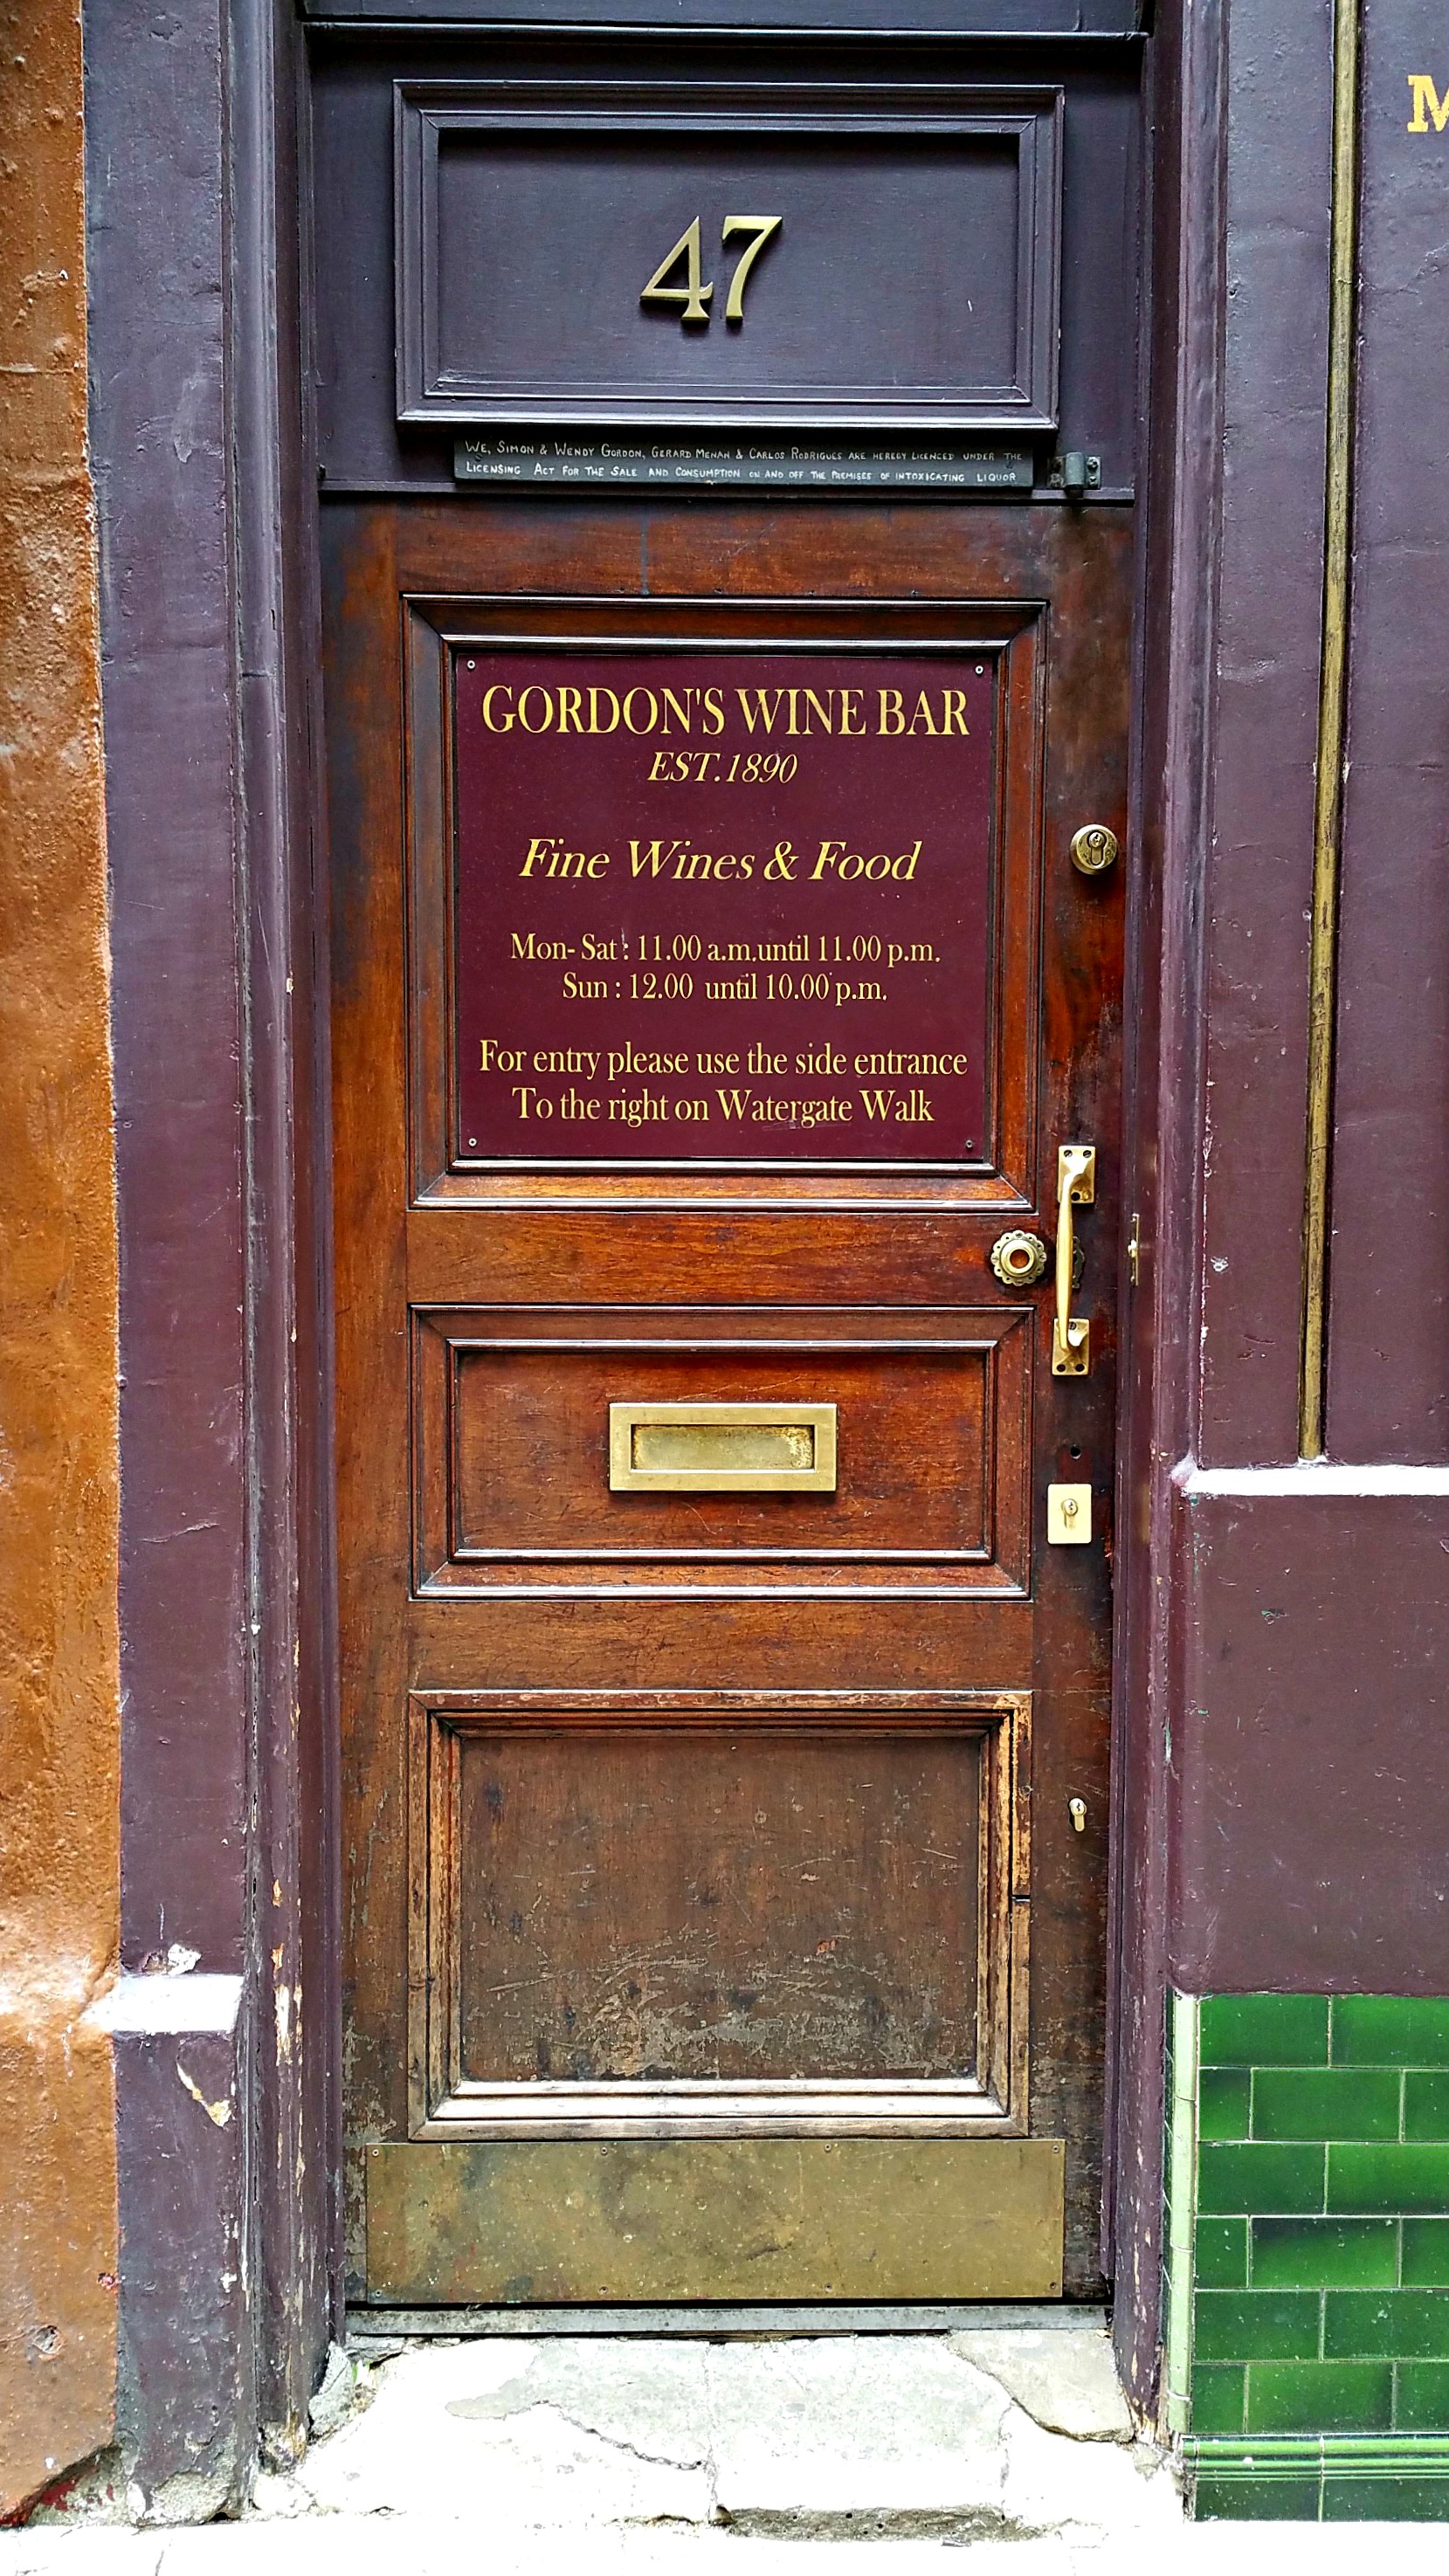 47
WE, SIMON & WENDY GORDON, GERARD MENAN & CARLOS RODRIGUES ARE HEREBY LICENCED UNDER THE
LICENSING ACT FOR THE SALE AND CONSUMPTION ON AND OFF THE PREMISES OF INTOXICATING LIQUOR
GORDON'S WINE BAR
EST.1890
Fine Wines & Food
Mon- Sat : 11.00 a.m.until 11.00 p.m.
Sun : 12.00 until 10.00 p.m.
For entry please use the side entrance
To the right on Watergate Walk
M